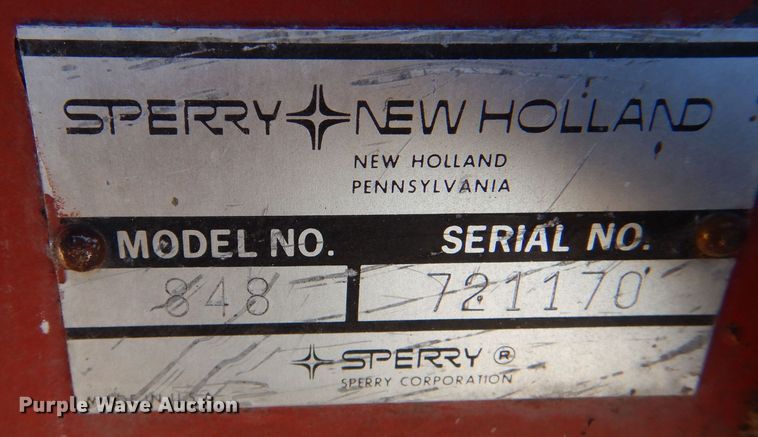 SPERRY NEW HOLLAND
NEW HOLLAND
PENNSYLVANIA
MODEL NO. SERIAL NO.
848 721170
SPERRY ®
SPERRY CORPORATION
Purple Wave Auction